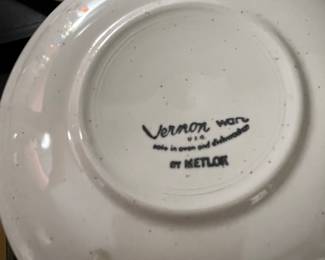 Vernon ware
U.S.A.
safe in oven and dishwasher
BY METLOX